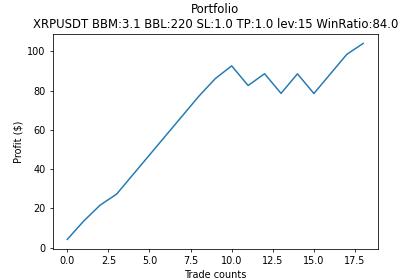 Portfolio
XRPUSDT BBM:3.1 BBL:220 SL:1.0 TP:1.0 lev:15 WinRatio:84.0
100
80
60
40
20
0
Profit ($)
0.0 2.5 5.0 7.5 10.0 12.5 15.0 17.5
Trade counts